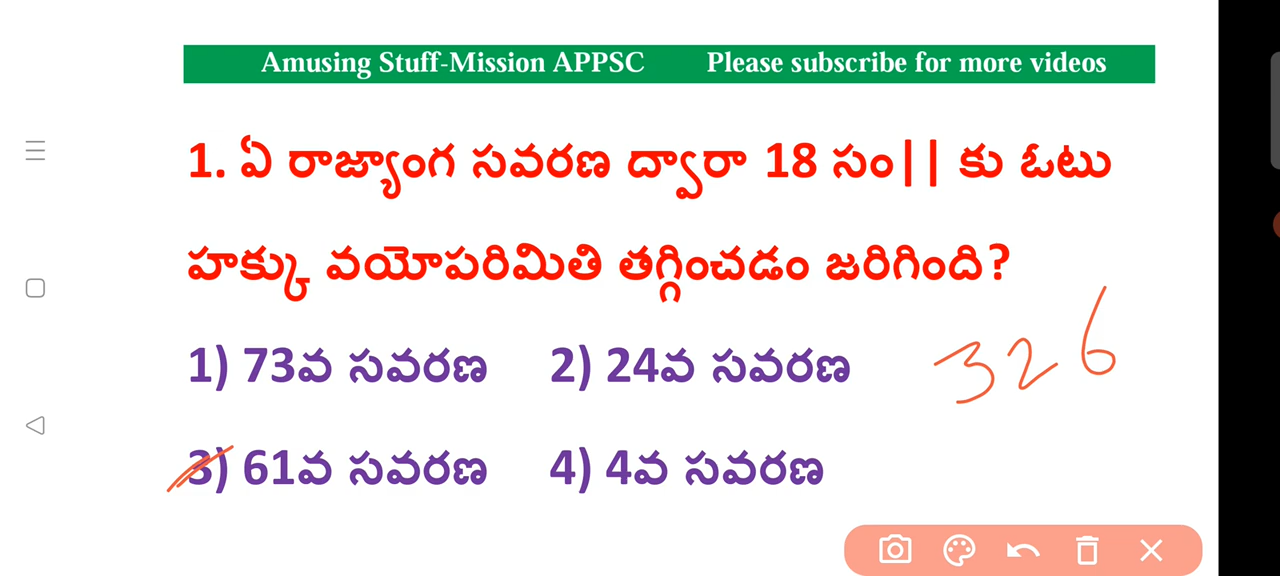 Amusing Stuff-Mission APPSC Please subscribe for more videos
1. ఏ రాజ్యాంగ సవరణ ద్వారా 18 సం|| కు ఓటు
హక్కు వయోపరిమితి తగ్గించడం జరిగింది?
1) 73వ సవరణ 2) 24వ సవరణ
326
3) 61వ సవరణ 4) 4వ సవరణ